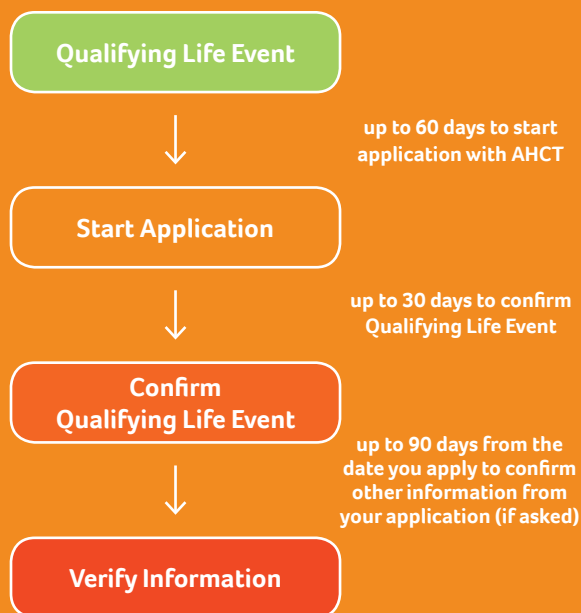 Qualifying Life Event
up to 60 days to start
application with AHCT
Start Application
up to 30 days to confirm
Qualifying Life Event
Confirm
Qualifying Life Event
up to 90 days from the
date you apply to confirm
other information from
your application (if asked)
Verify Information